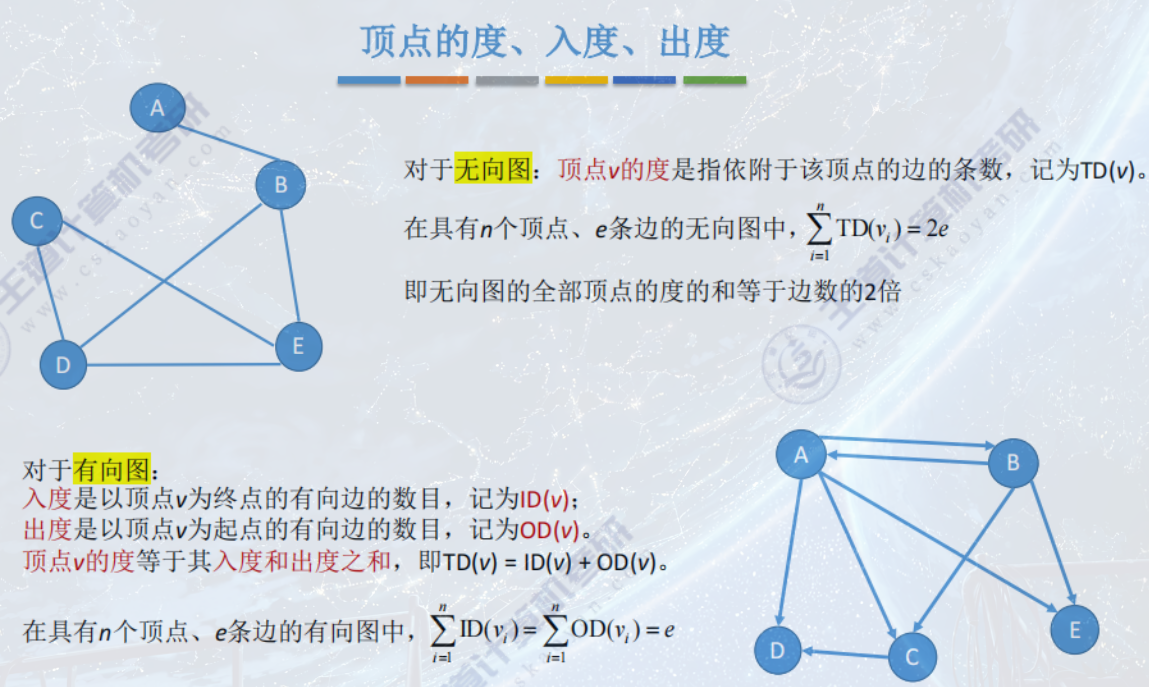 顶点的度、入度、出度
A
B
C
D
E
对于无向图：顶点v的度是指依附于该顶点的边的条数，记为TD(v)。
在具有n个顶点、e条边的无向图中，\sum_{i=1}^{n} TD(v_i) = 2e
即无向图的全部顶点的度的和等于边数的2倍
对于有向图：
入度是以顶点v为终点的有向边的数目，记为ID(v)；
出度是以顶点v为起点的有向边的数目，记为OD(v)。
顶点v的度等于其入度和出度之和，即TD(v) = ID(v) + OD(v)。
在具有n个顶点、e条边的有向图中，\sum_{i=1}^{n} ID(v_i) = \sum_{i=1}^{n} OD(v_i) = e
A
B
E
D
C
王道计算机考研
www.cskaoyan.com